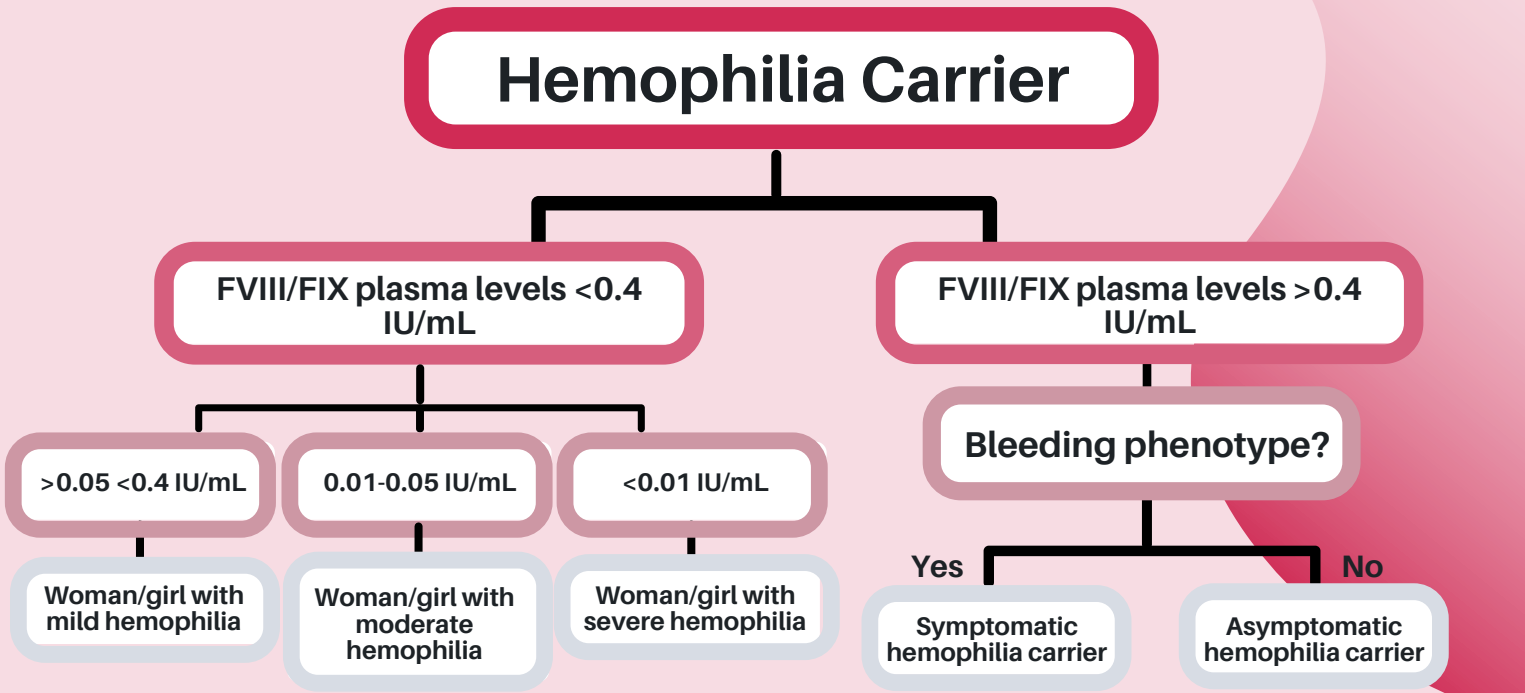 Hemophilia Carrier
FVIII/FIX plasma levels <0.4
IU/mL
FVIII/FIX plasma levels >0.4
IU/mL
Bleeding phenotype?
>0.05 <0.4 IU/mL
0.01-0.05 IU/mL
<0.01 IU/mL
Yes
No
Woman/girl with
mild hemophilia
Woman/girl with
moderate
hemophilia
Woman/girl with
severe hemophilia
Symptomatic
hemophilia carrier
Asymptomatic
hemophilia carrier